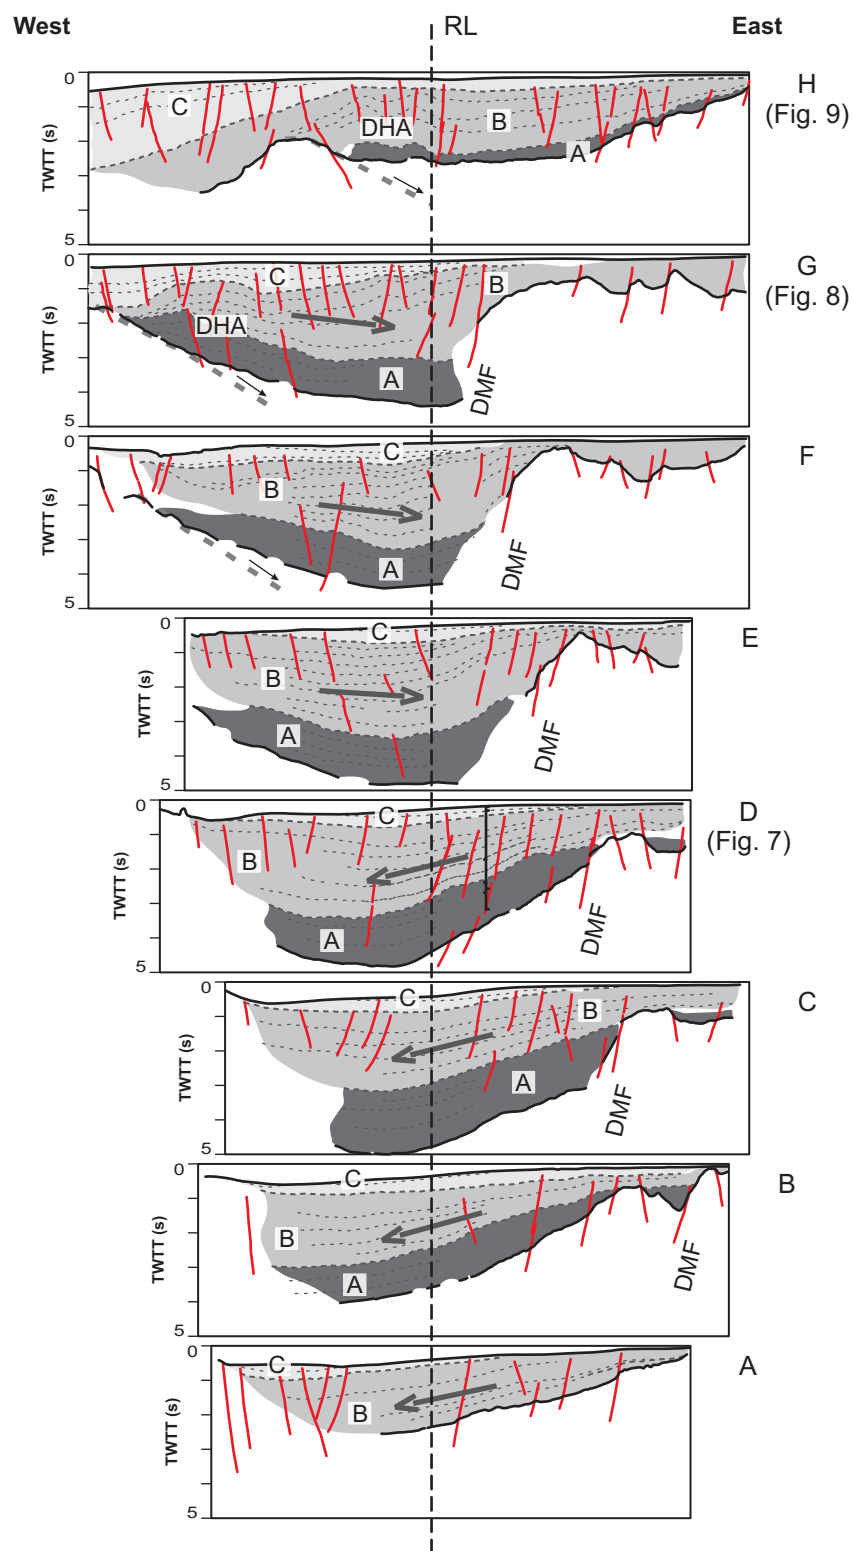 West RL East
0
TWTT (s)
5
C
DHA
B
A
H
(Fig. 9)
0
TWTT (s)
5
C
B
DHA
A
DMF
G
(Fig. 8)
0
TWTT (s)
5
C
B
A
DMF
F
0
TWTT (s)
5
C
B
A
DMF
E
0
TWTT (s)
5
C
B
A
DMF
D
(Fig. 7)
0
TWTT (s)
5
C
B
A
DMF
C
0
TWTT (s)
5
C
B
A
DMF
B
0
TWTT (s)
5
C
B
A